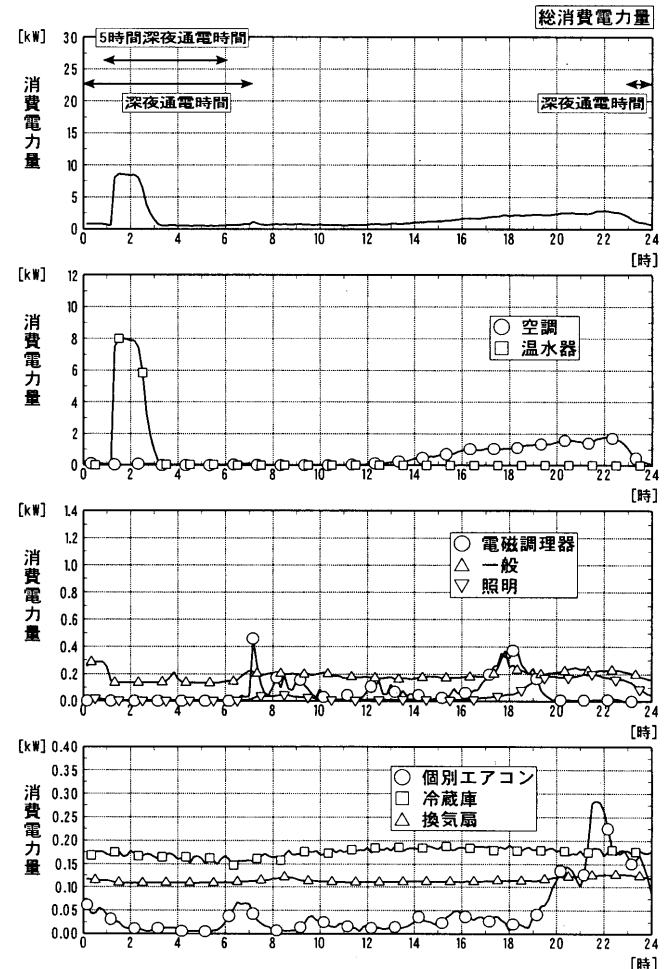 総消費電力量
[kW]
5時間深夜通電時間
深夜通電時間
深夜通電時間
消費電力量
30
25
20
15
10
5
0
0 2 4 6 8 10 12 14 16 18 20 22 24
[時]
[kW]
消費電力量
12
10
8
6
4
2
0
空調
温水器
0 2 4 6 8 10 12 14 16 18 20 22 24
[時]
[kW]
消費電力量
1.4
1.2
1.0
0.8
0.6
0.4
0.2
0.0
電磁調理器
一般
照明
0 2 4 6 8 10 12 14 16 18 20 22 24
[時]
[kW]
消費電力量
0.40
0.35
0.30
0.25
0.20
0.15
0.10
0.05
0.00
個別エアコン
冷蔵庫
換気扇
0 2 4 6 8 10 12 14 16 18 20 22 24
[時]